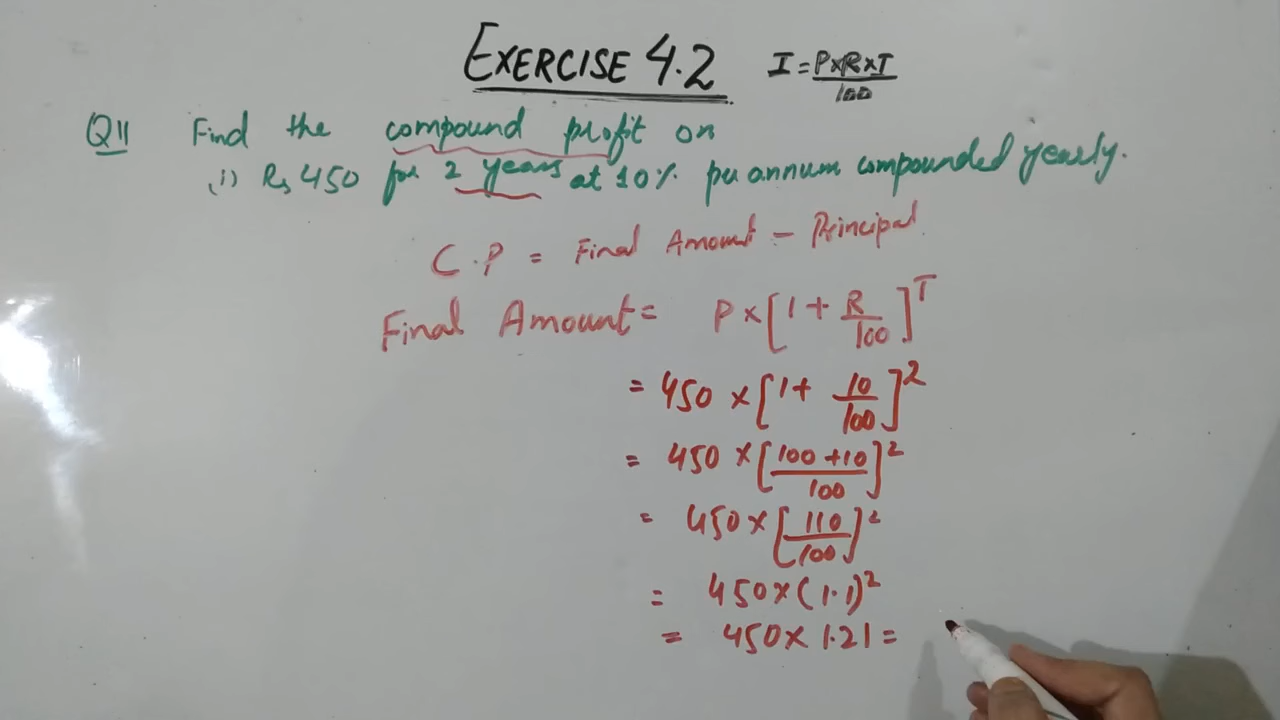 EXERCISE 4.2
I = P×R×T/100
Q11 Find the compound profit on
(i) Rs 450 for 2 years at 10% per annum compounded yearly.
C.P = Final Amount - Principal
Final Amount = P × [1 + R/100]^T
= 450 × [1 + 10/100]^2
= 450 × [100 + 10/100]^2
= 450 × [110/100]^2
= 450 × (1.1)^2
= 450 × 1.21 =